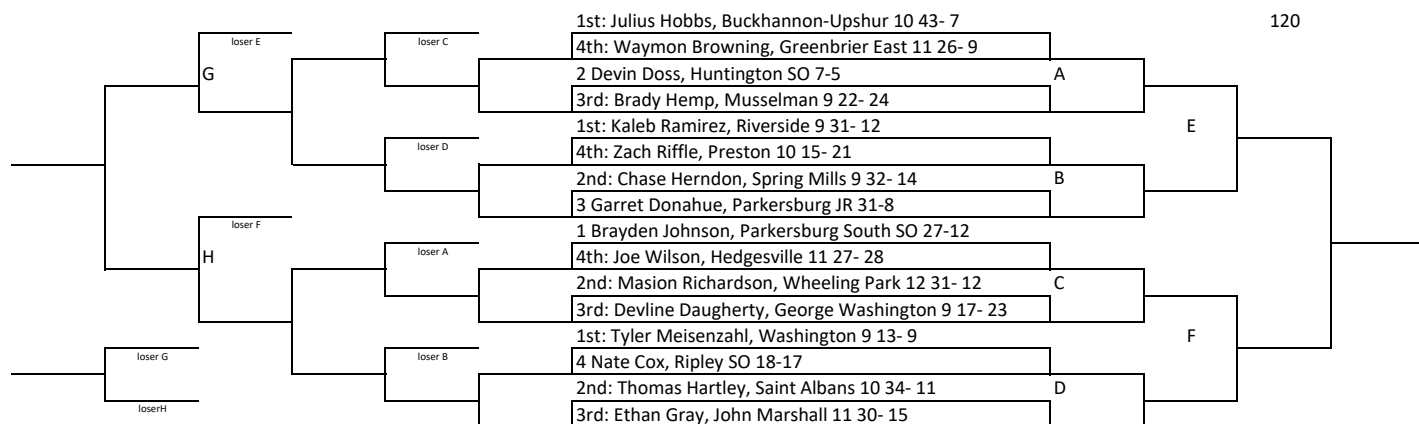 1st: Julius Hobbs, Buckhannon-Upshur 10 43- 7
120
loser E
loser C
4th: Waymon Browning, Greenbrier East 11 26- 9
G
2 Devin Doss, Huntington SO 7-5
A
3rd: Brady Hemp, Musselman 9 22- 24
1st: Kaleb Ramirez, Riverside 9 31- 12
E
loser D
4th: Zach Riffle, Preston 10 15- 21
2nd: Chase Herndon, Spring Mills 9 32- 14
B
3 Garret Donahue, Parkersburg JR 31-8
loser F
1 Brayden Johnson, Parkersburg South SO 27-12
H
loser A
4th: Joe Wilson, Hedgesville 11 27- 28
2nd: Masion Richardson, Wheeling Park 12 31- 12
C
3rd: Devline Daugherty, George Washington 9 17- 23
1st: Tyler Meisenzahl, Washington 9 13- 9
F
loser G
loser B
4 Nate Cox, Ripley SO 18-17
2nd: Thomas Hartley, Saint Albans 10 34- 11
D
loserH
3rd: Ethan Gray, John Marshall 11 30- 15